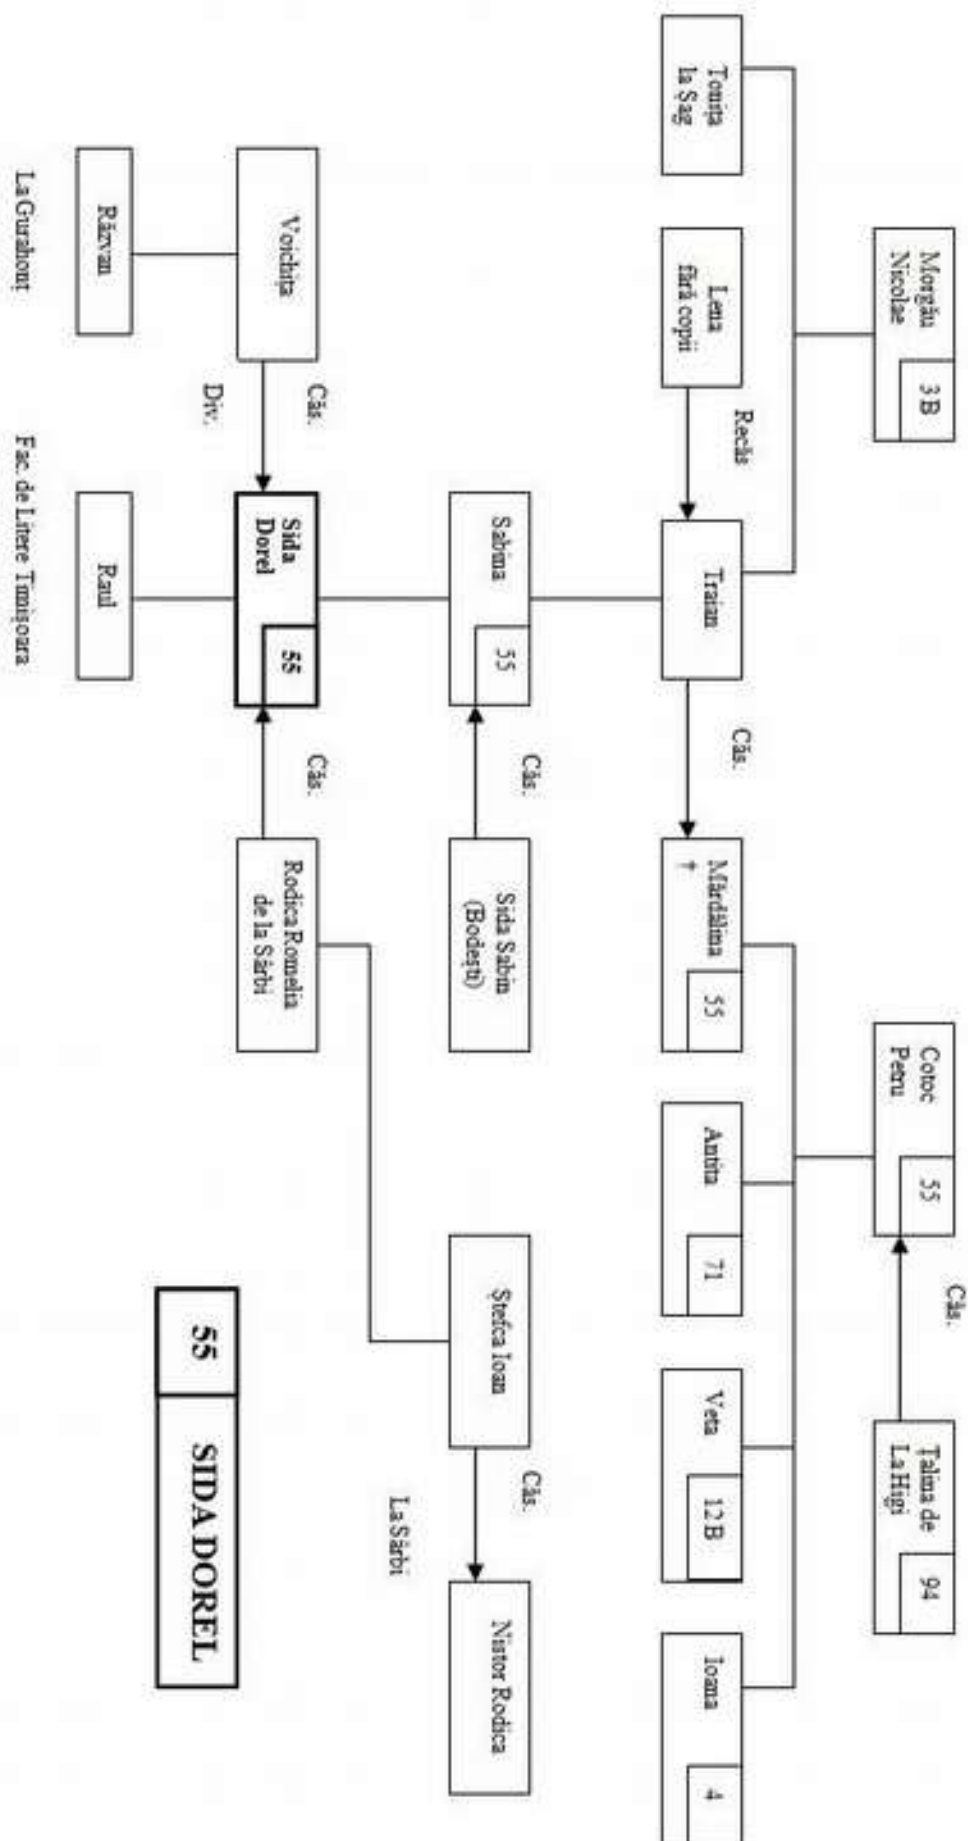 Morgău
Nicolae
3 B
Cotoc
Petru
55
Căs.
Talina de
La Higi
94
Tonița
la Șag
Lena
fără copii
Recăs
Traian
Căs.
Mărdălina
†
55
Antita
71
Veta
12 B
Ioana
4
Sabina
55
Căs.
Sida Sabin
(Bodești)
Ștefca Ioan
Căs.
La Sârbi
Nistor Rodica
Voichița
Căs.
Div.
Sida
Dorel
55
Căs.
Rodica Romelia
de la Sârbi
Răzvan
Raul
La Gurahonț
Fac. de Litere Timișoara
55
SIDA DOREL